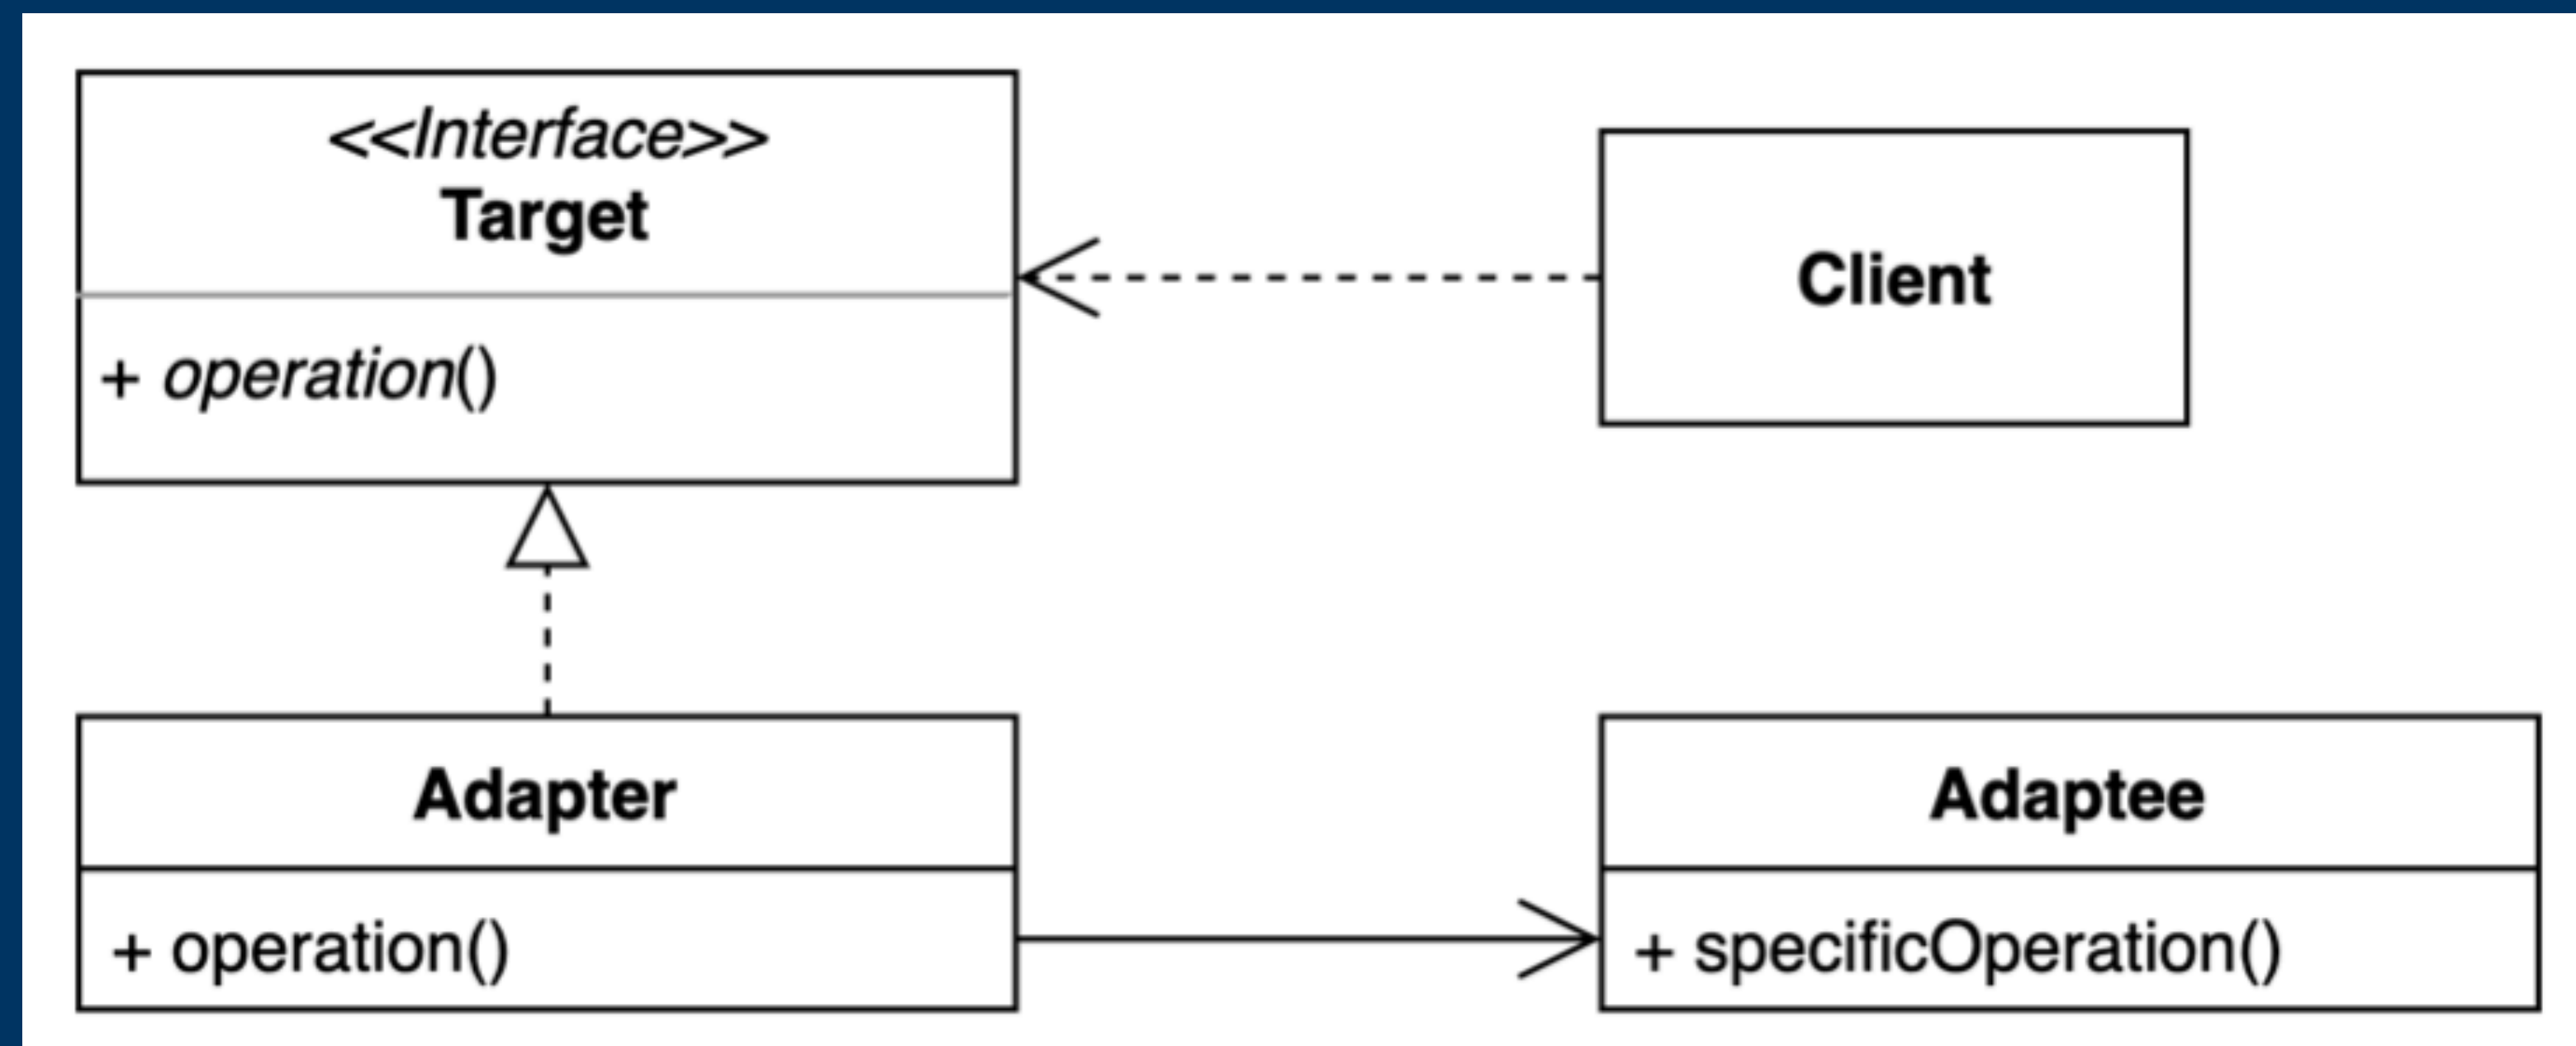 <<Interface>>
Target
+ operation()
Client
Adapter
+ operation()
Adaptee
+ specificOperation()